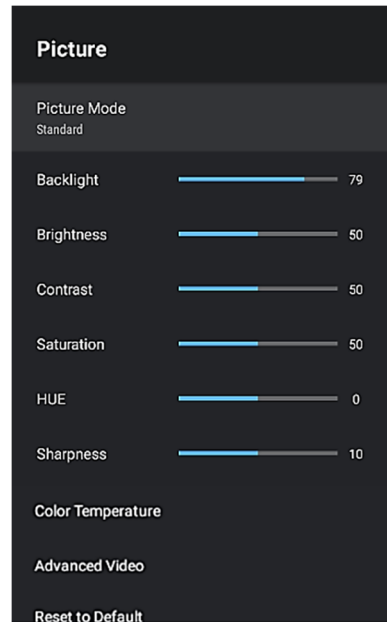 Picture
Picture Mode
Standard
Backlight 79
Brightness 50
Contrast 50
Saturation 50
HUE 0
Sharpness 10
Color Temperature
Advanced Video
Reset to Default